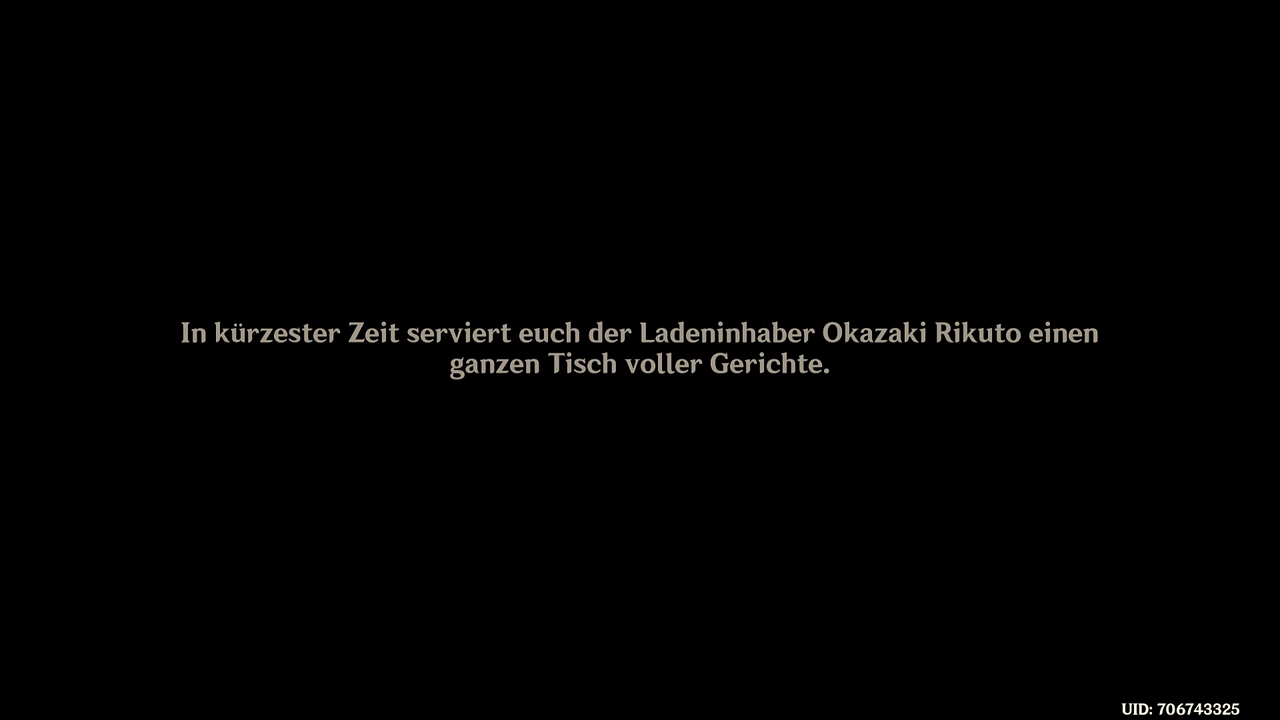 In kürzester Zeit serviert euch der Ladeninhaber Okazaki Rikuto einen
ganzen Tisch voller Gerichte.
UID: 706743325